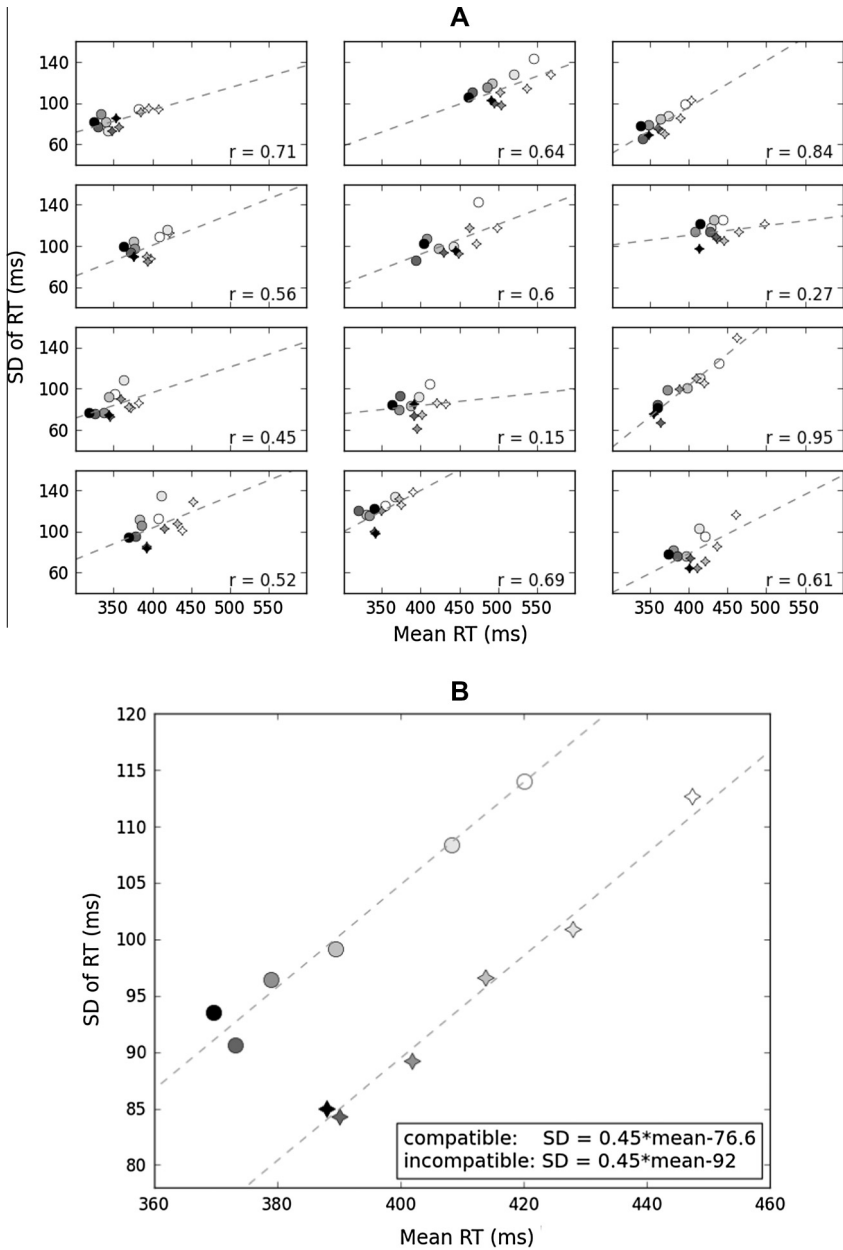 A
140
100
60
r = 0.71
r = 0.64
r = 0.84
140
100
60
r = 0.56
r = 0.6
r = 0.27
SD of RT (ms)
140
100
60
r = 0.45
r = 0.15
r = 0.95
140
100
60
r = 0.52
r = 0.69
r = 0.61
350 400 450 500 550
350 400 450 500 550
350 400 450 500 550
Mean RT (ms)
B
120
115
110
105
100
95
90
85
80
SD of RT (ms)
compatible: SD = 0.45*mean-76.6
incompatible: SD = 0.45*mean-92
360 380 400 420 440 460
Mean RT (ms)